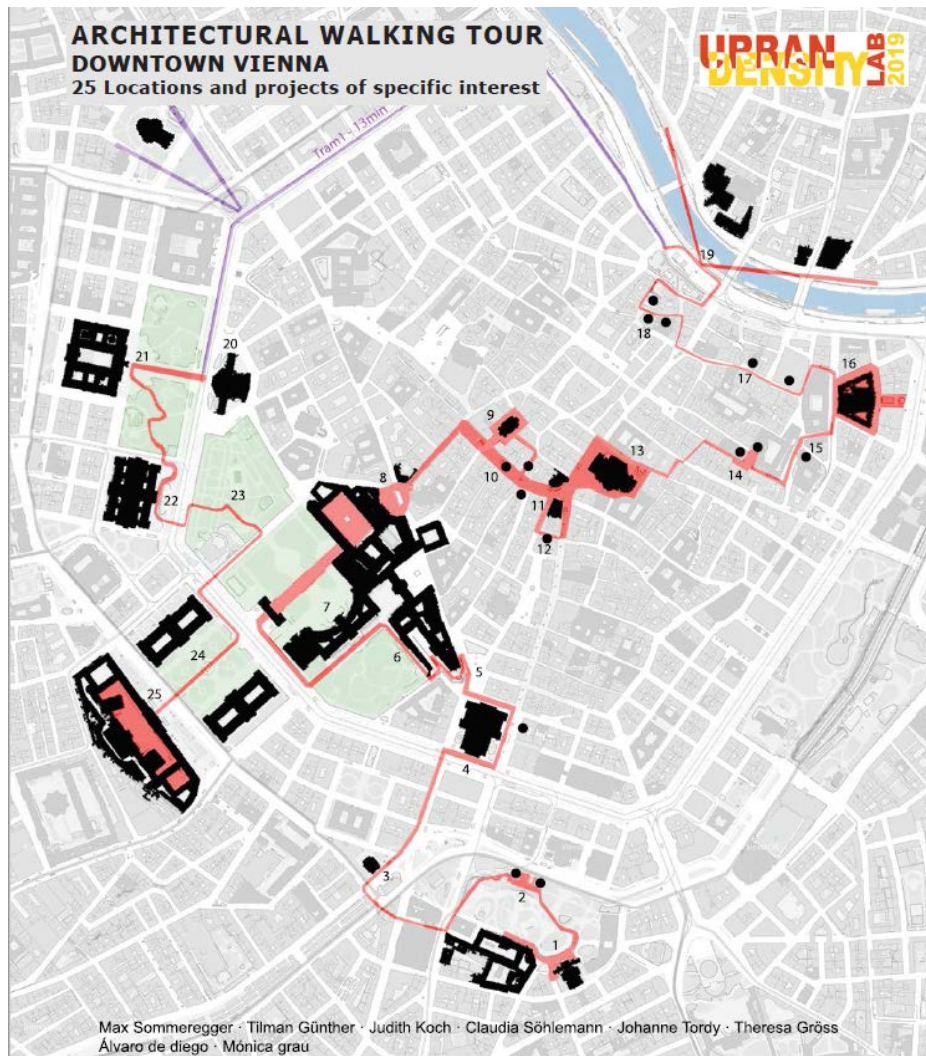 ARCHITECTURAL WALKING TOUR
DOWNTOWN VIENNA
25 Locations and projects of specific interest
URBAN
DENSITY
LAB
2019
Tram1 - 13min
19
18
21
20
17
16
9
10
13
14
15
8
22
23
11
12
7
6
24
5
25
4
3
2
1
Max Sommeregger · Tilman Günther · Judith Koch · Claudia Söhlemann · Johanne Tordy · Theresa Gröss
Álvaro de diego · Mónica grau